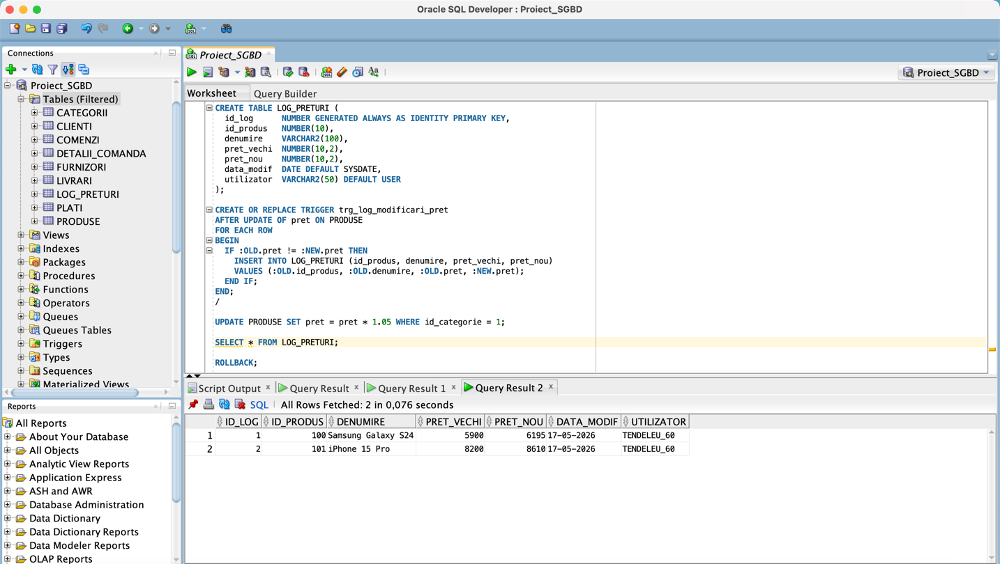 Oracle SQL Developer : Proiect_SGBD
Connections
Proiect_SGBD
Tables (Filtered)
CATEGORII
CLIENTI
COMENZI
DETALII_COMANDA
FURNIZORI
LIVRARI
LOG_PRETURI
PLATI
PRODUSE
Views
Indexes
Packages
Procedures
Functions
Operators
Queues
Queues Tables
Triggers
Types
Sequences
Materialized Views
Reports
All Reports
About Your Database
All Objects
Analytic View Reports
Application Express
ASH and AWR
Database Administration
Data Dictionary
Data Dictionary Reports
Data Modeler Reports
OLAP Reports
Proiect_SGBD
Proiect_SGBD
Worksheet Query Builder
CREATE TABLE LOG_PRETURI (
id_log NUMBER GENERATED ALWAYS AS IDENTITY PRIMARY KEY,
id_produs NUMBER(10),
denumire VARCHAR2(100),
pret_vechi NUMBER(10,2),
pret_nou NUMBER(10,2),
data_modif DATE DEFAULT SYSDATE,
utilizator VARCHAR2(50) DEFAULT USER
);
CREATE OR REPLACE TRIGGER trg_log_modificari_pret
AFTER UPDATE OF pret ON PRODUSE
FOR EACH ROW
BEGIN
IF :OLD.pret != :NEW.pret THEN
INSERT INTO LOG_PRETURI (id_produs, denumire, pret_vechi, pret_nou)
VALUES (:OLD.id_produs, :OLD.denumire, :OLD.pret, :NEW.pret);
END IF;
END;
/
UPDATE PRODUSE SET pret = pret * 1.05 WHERE id_categorie = 1;
SELECT * FROM LOG_PRETURI;
ROLLBACK;
Script Output Query Result Query Result 1 Query Result 2
SQL All Rows Fetched: 2 in 0,076 seconds
ID_LOG ID_PRODUS DENUMIRE PRET_VECHI PRET_NOU DATA_MODIF UTILIZATOR
1 1 100 Samsung Galaxy S24 5900 6195 17-05-2026 TENDELEU_60
2 2 101 iPhone 15 Pro 8200 8610 17-05-2026 TENDELEU_60